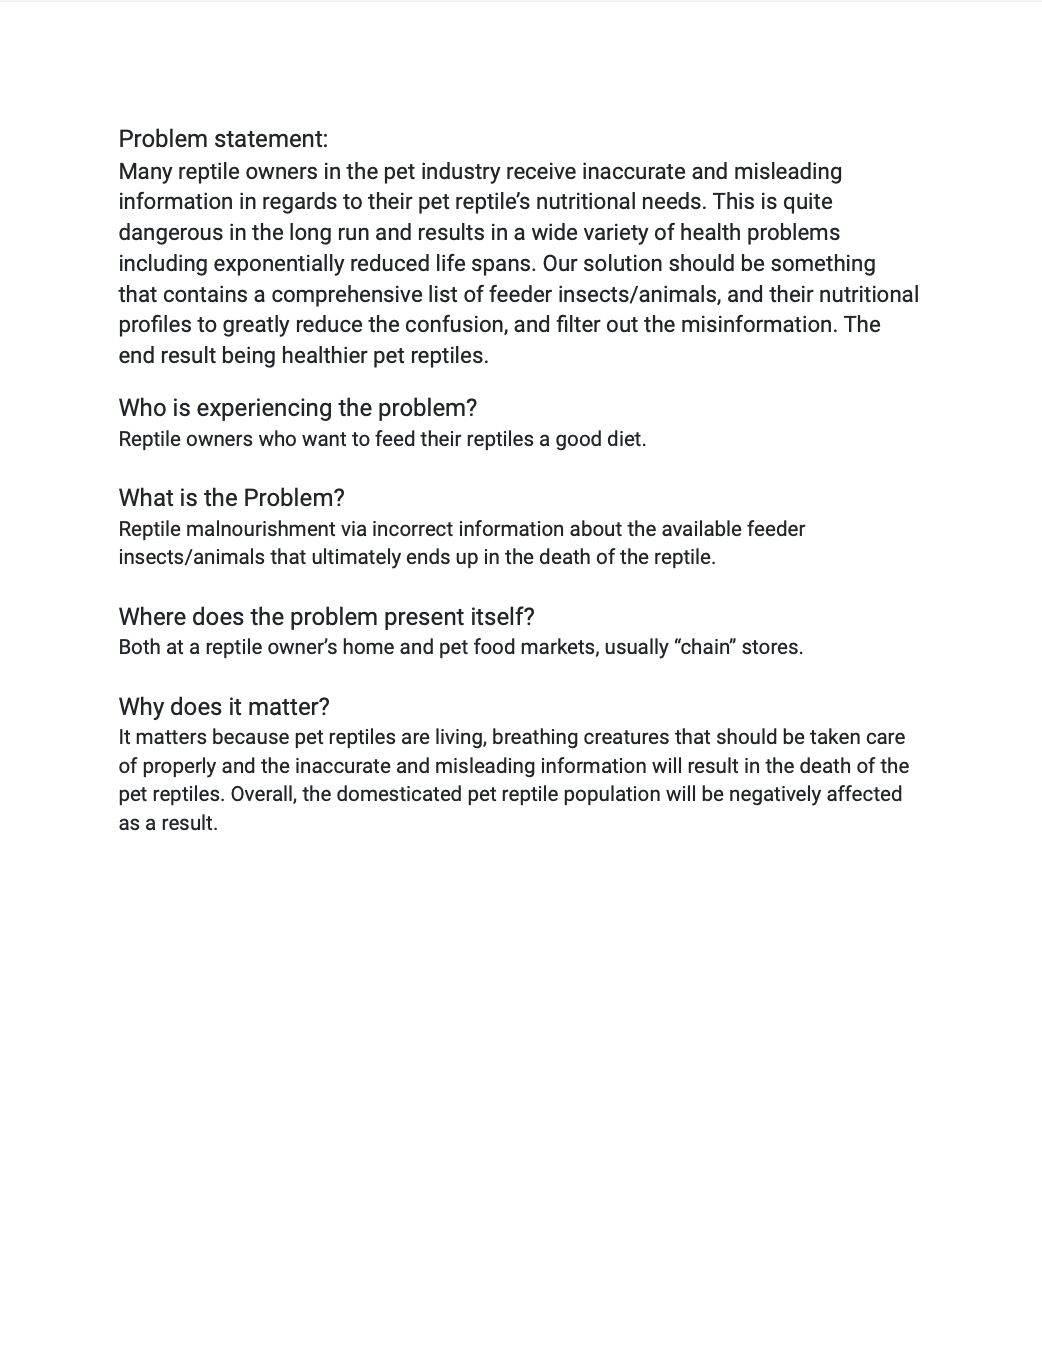 Problem statement:
Many reptile owners in the pet industry receive inaccurate and misleading
information in regards to their pet reptile’s nutritional needs. This is quite
dangerous in the long run and results in a wide variety of health problems
including exponentially reduced life spans. Our solution should be something
that contains a comprehensive list of feeder insects/animals, and their nutritional
profiles to greatly reduce the confusion, and filter out the misinformation. The
end result being healthier pet reptiles.
Who is experiencing the problem?
Reptile owners who want to feed their reptiles a good diet.
What is the Problem?
Reptile malnourishment via incorrect information about the available feeder
insects/animals that ultimately ends up in the death of the reptile.
Where does the problem present itself?
Both at a reptile owner’s home and pet food markets, usually “chain” stores.
Why does it matter?
It matters because pet reptiles are living, breathing creatures that should be taken care
of properly and the inaccurate and misleading information will result in the death of the
pet reptiles. Overall, the domesticated pet reptile population will be negatively affected
as a result.